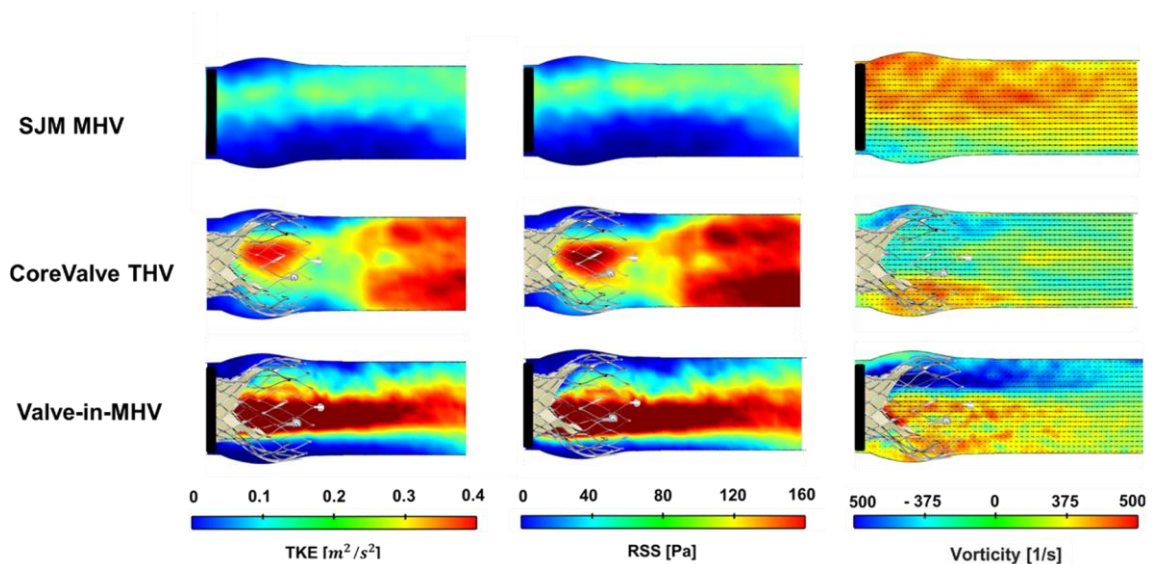 SJM MHV
CoreValve THV
Valve-in-MHV
0 0.1 0.2 0.3 0.4
TKE [m²/s²]
0 40 80 120 160
RSS [Pa]
500 - 375 0 375 500
Vorticity [1/s]